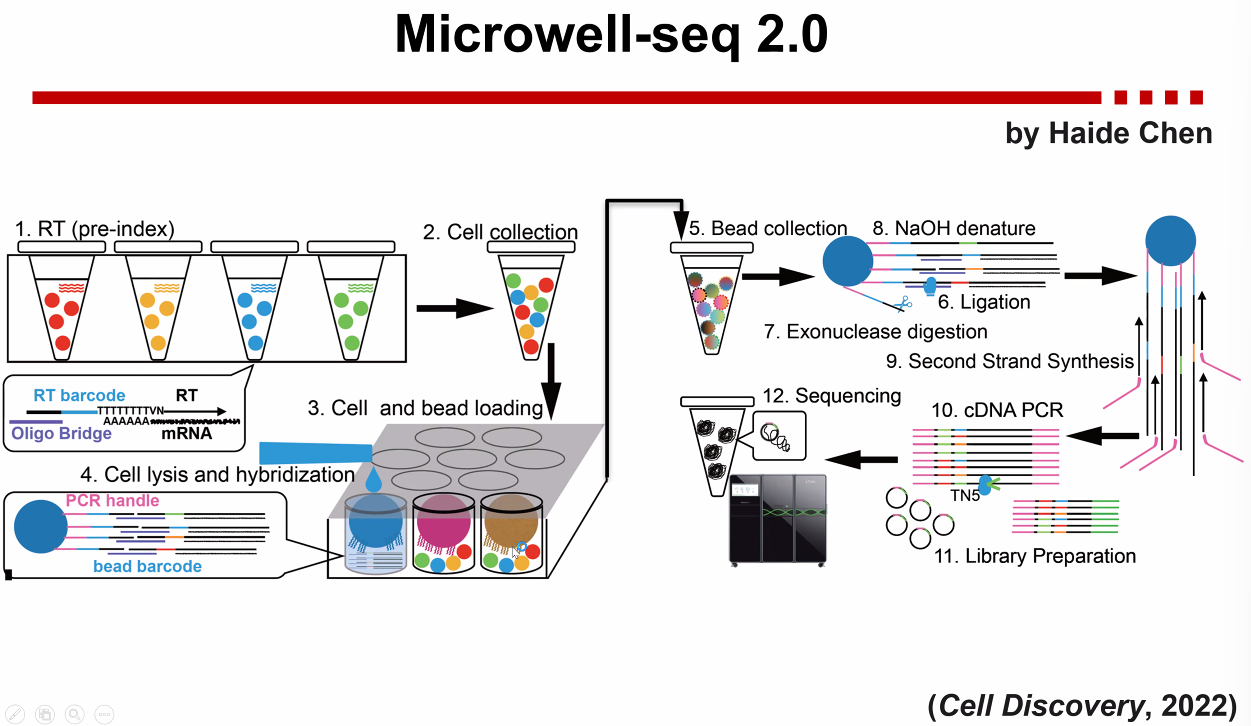 Microwell-seq 2.0
by Haide Chen
1. RT (pre-index)
2. Cell collection
RT barcode
RT
TTTTTTTTVN
AAAAAA
Oligo Bridge
mRNA
3. Cell and bead loading
4. Cell lysis and hybridization
PCR handle
bead barcode
5. Bead collection
8. NaOH denature
6. Ligation
7. Exonuclease digestion
9. Second Strand Synthesis
12. Sequencing
10. cDNA PCR
TN5
11. Library Preparation
(Cell Discovery, 2022)